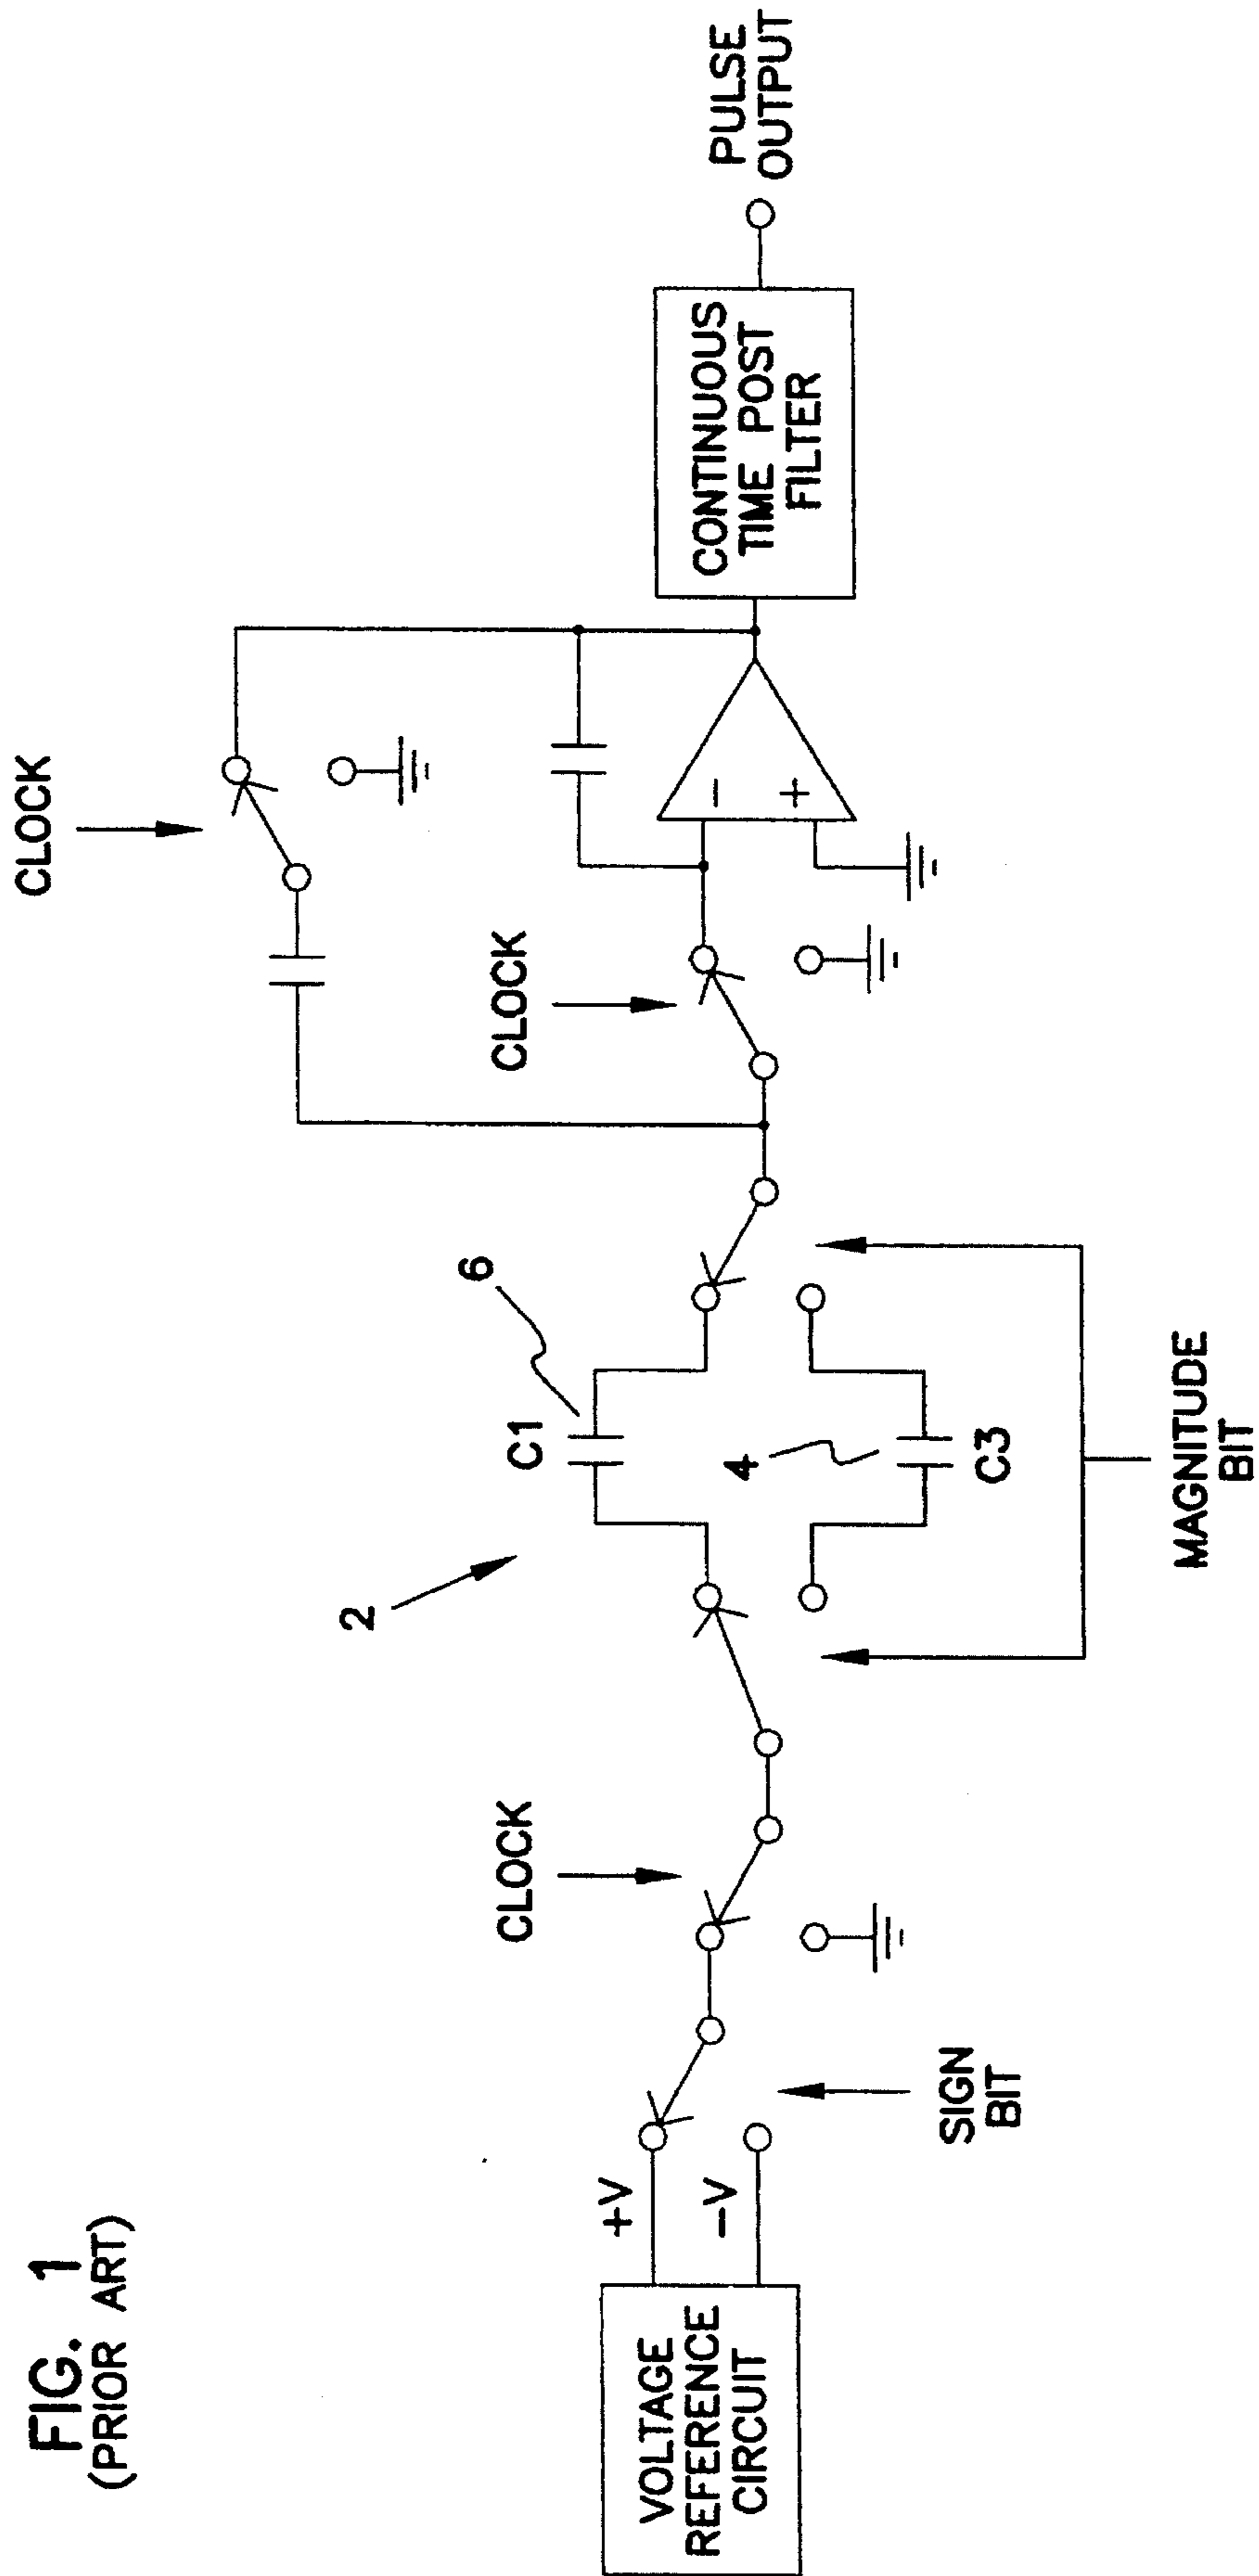 FIG. 1
(PRIOR ART)
VOLTAGE
REFERENCE
CIRCUIT
+V
-V
SIGN
BIT
CLOCK
2
C1
6
4
C3
MAGNITUDE
BIT
CLOCK
CLOCK
-
+
CONTINUOUS
TIME POST
FILTER
PULSE
OUTPUT